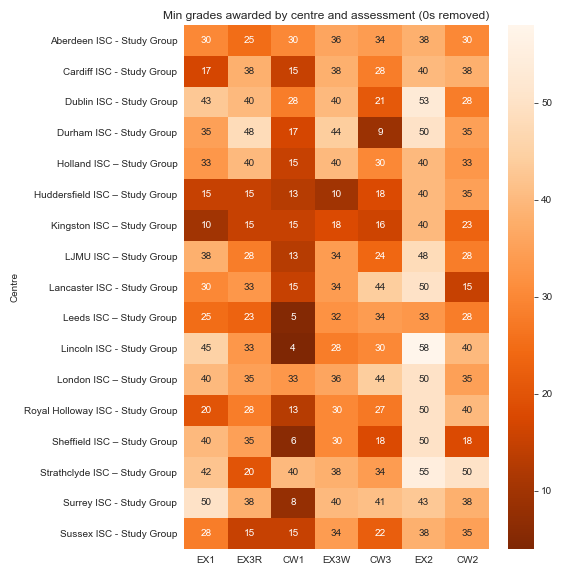 Min grades awarded by centre and assessment (0s removed)
Centre
Aberdeen ISC - Study Group 30 25 30 36 34 38 30
Cardiff ISC - Study Group 17 38 15 38 28 40 38
Dublin ISC - Study Group 43 40 28 40 21 53 28
Durham ISC - Study Group 35 48 17 44 9 50 35
Holland ISC - Study Group 33 40 15 40 30 40 33
Huddersfield ISC – Study Group 15 15 13 10 18 40 35
Kingston ISC – Study Group 10 15 15 18 16 40 23
LJMU ISC – Study Group 38 28 13 34 24 48 28
Lancaster ISC - Study Group 30 33 15 34 44 50 15
Leeds ISC – Study Group 25 23 5 32 34 33 28
Lincoln ISC - Study Group 45 33 4 28 30 58 40
London ISC – Study Group 40 35 33 36 44 50 35
Royal Holloway ISC - Study Group 20 28 13 30 27 50 40
Sheffield ISC – Study Group 40 35 6 30 18 50 18
Strathclyde ISC – Study Group 42 20 40 38 34 55 50
Surrey ISC - Study Group 50 38 8 40 41 43 38
Sussex ISC - Study Group 28 15 15 34 22 38 35
EX1 EX3R CW1 EX3W CW3 EX2 CW2
50
40
30
20
10